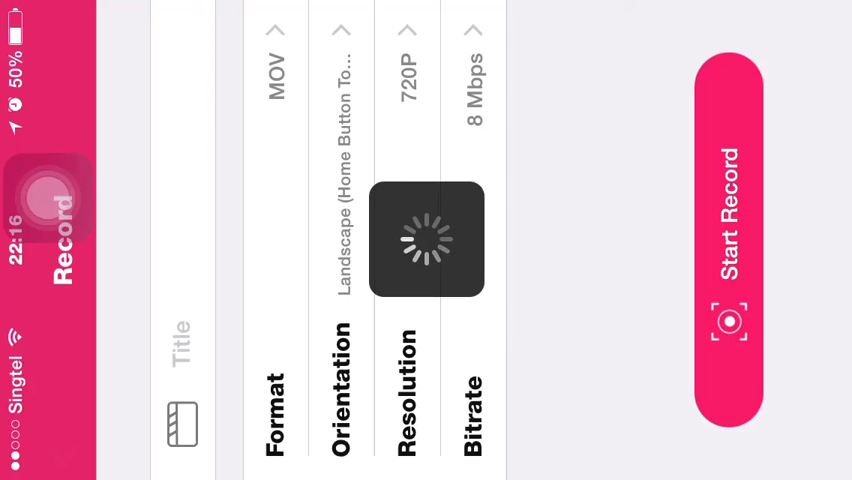 Singtel 22:16 50%
Record
Title
Format MOV
Orientation Landscape (Home Button To...
Resolution 720P
Bitrate 8 Mbps
Start Record